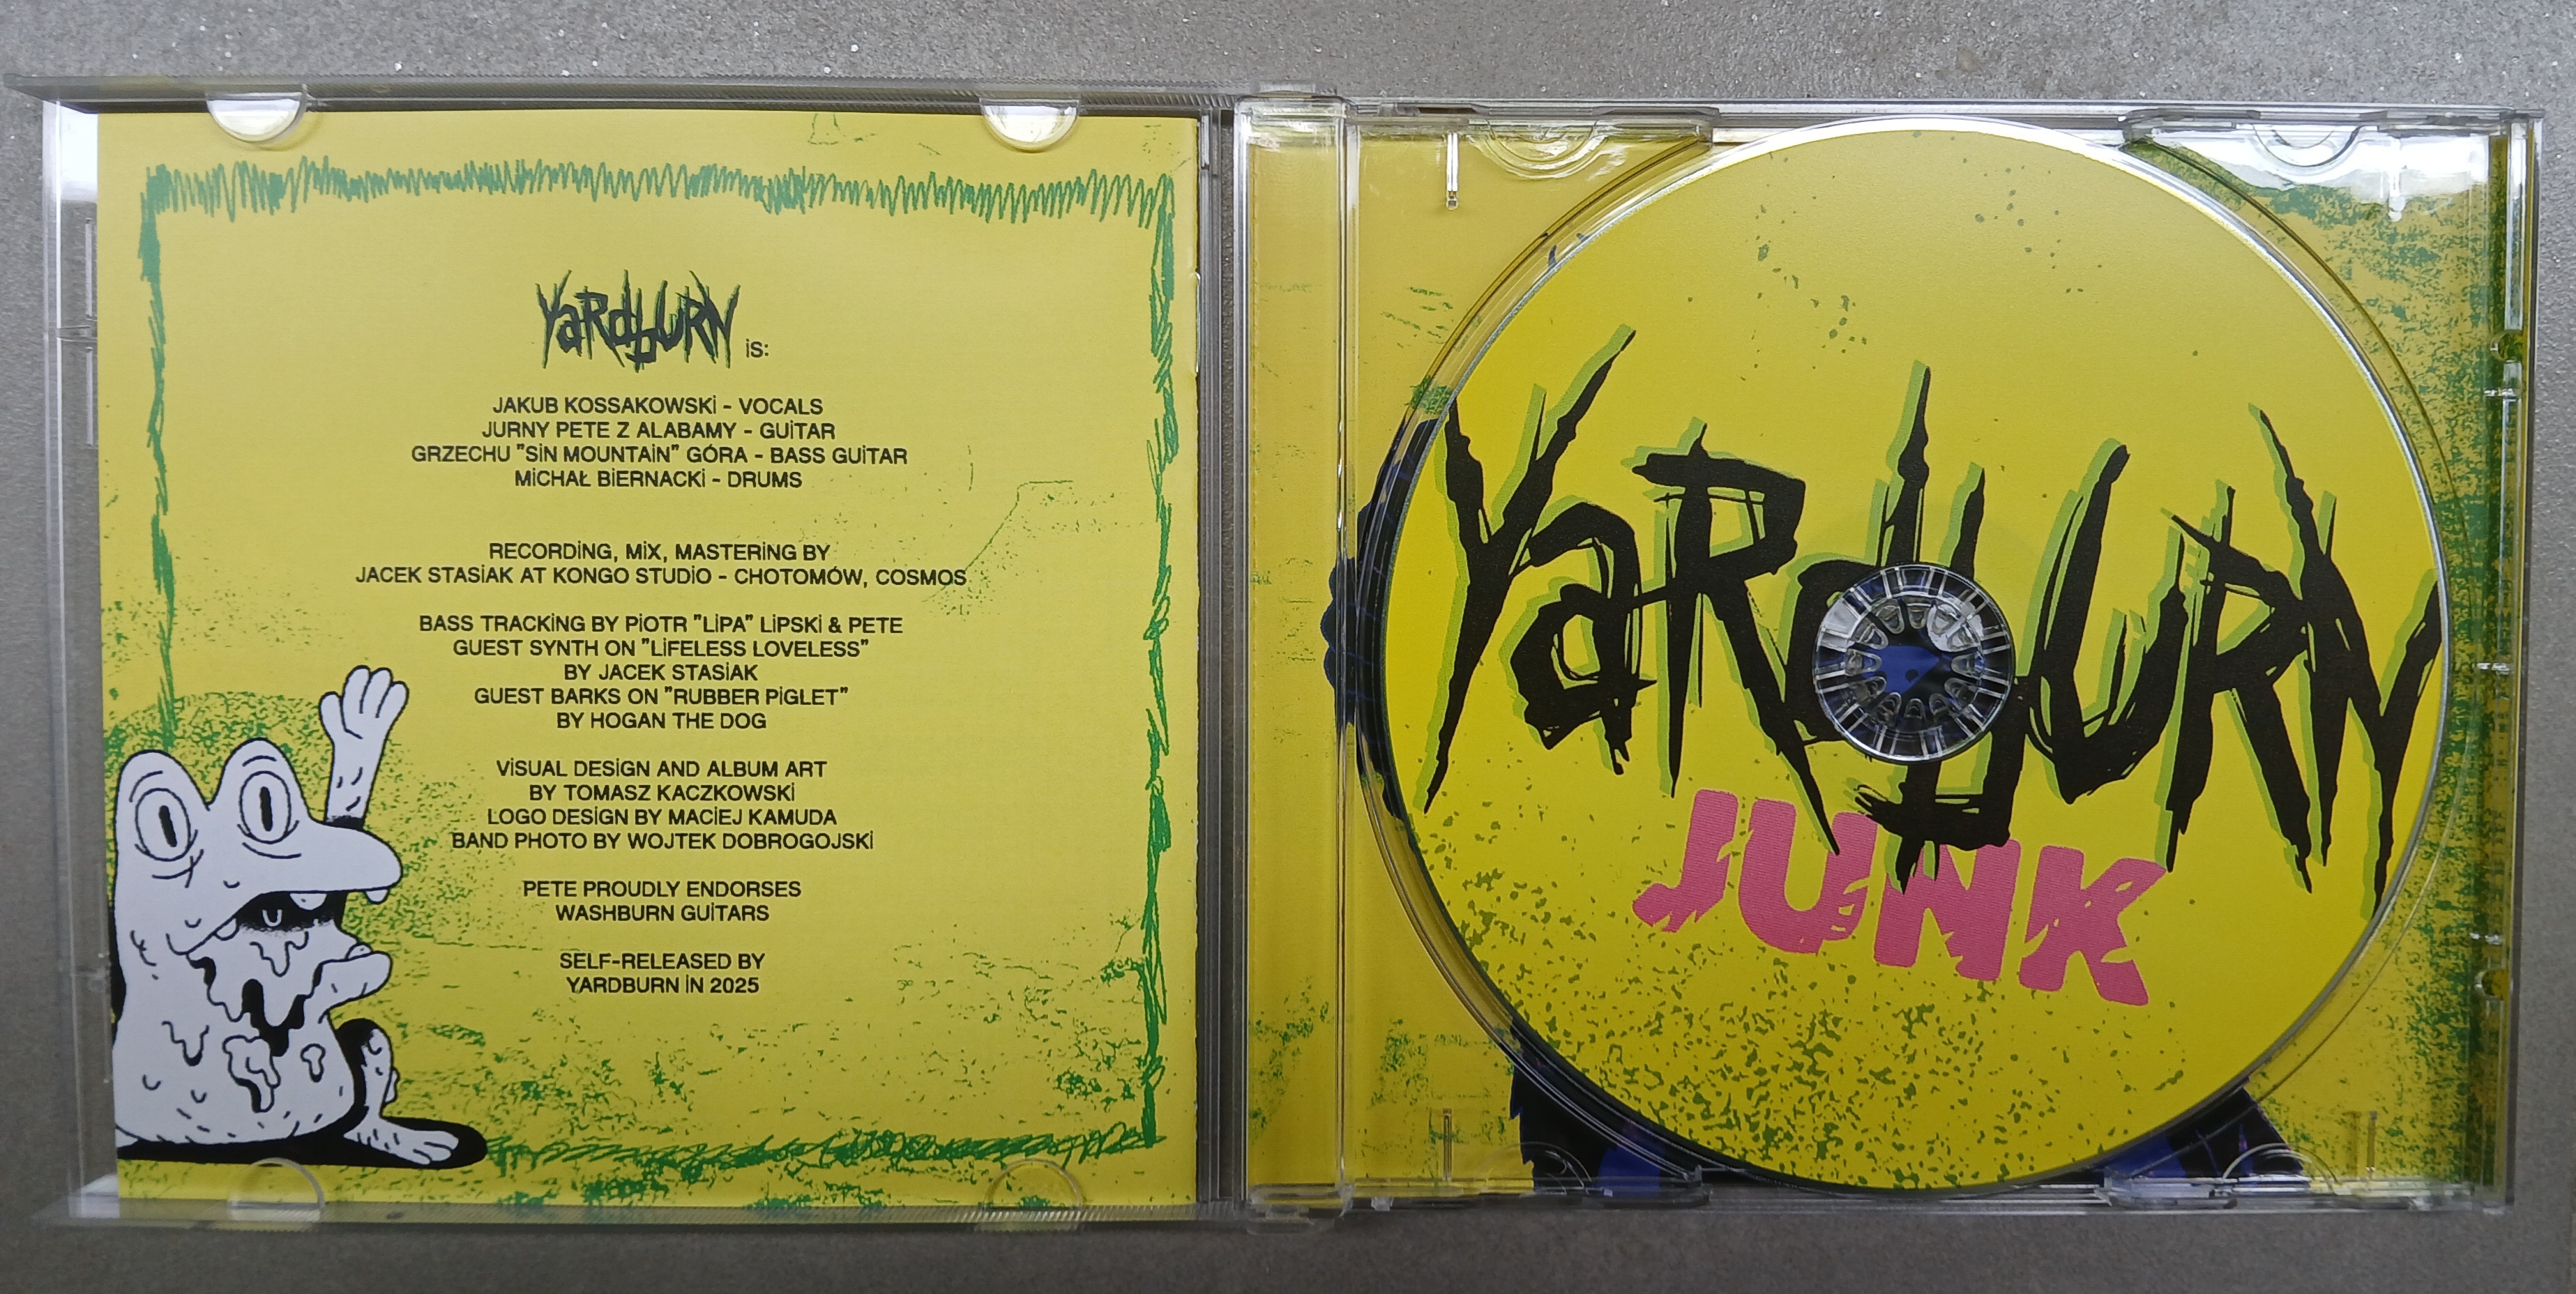 YaRdbURN is:
JAKUB KOSSAKOWSKi - VOCALS
JURNY PETE Z ALABAMY - GUiTAR
GRZECHU "SiN MOUNTAiN" GÓRA - BASS GUiTAR
MiCHAŁ BiERNACKi - DRUMS
RECORDiNG, MiX, MASTERiNG BY
JACEK STASiAK AT KONGO STUDiO - CHOTOMÓW, COSMOS
BASS TRACKiNG BY PiOTR "LiPA" LiPSKi & PETE
GUEST SYNTH ON "LiFELESS LOVELESS"
BY JACEK STASiAK
GUEST BARKS ON "RUBBER PiGLET"
BY HOGAN THE DOG
ViSUAL DESiGN AND ALBUM ART
BY TOMASZ KACZKOWSKi
LOGO DESiGN BY MACiEJ KAMUDA
BAND PHOTO BY WOJTEK DOBROGOJSKi
PETE PROUDLY ENDORSES
WASHBURN GUiTARS
SELF-RELEASED BY
YARDBURN iN 2025
YaRdbURN
JUNK